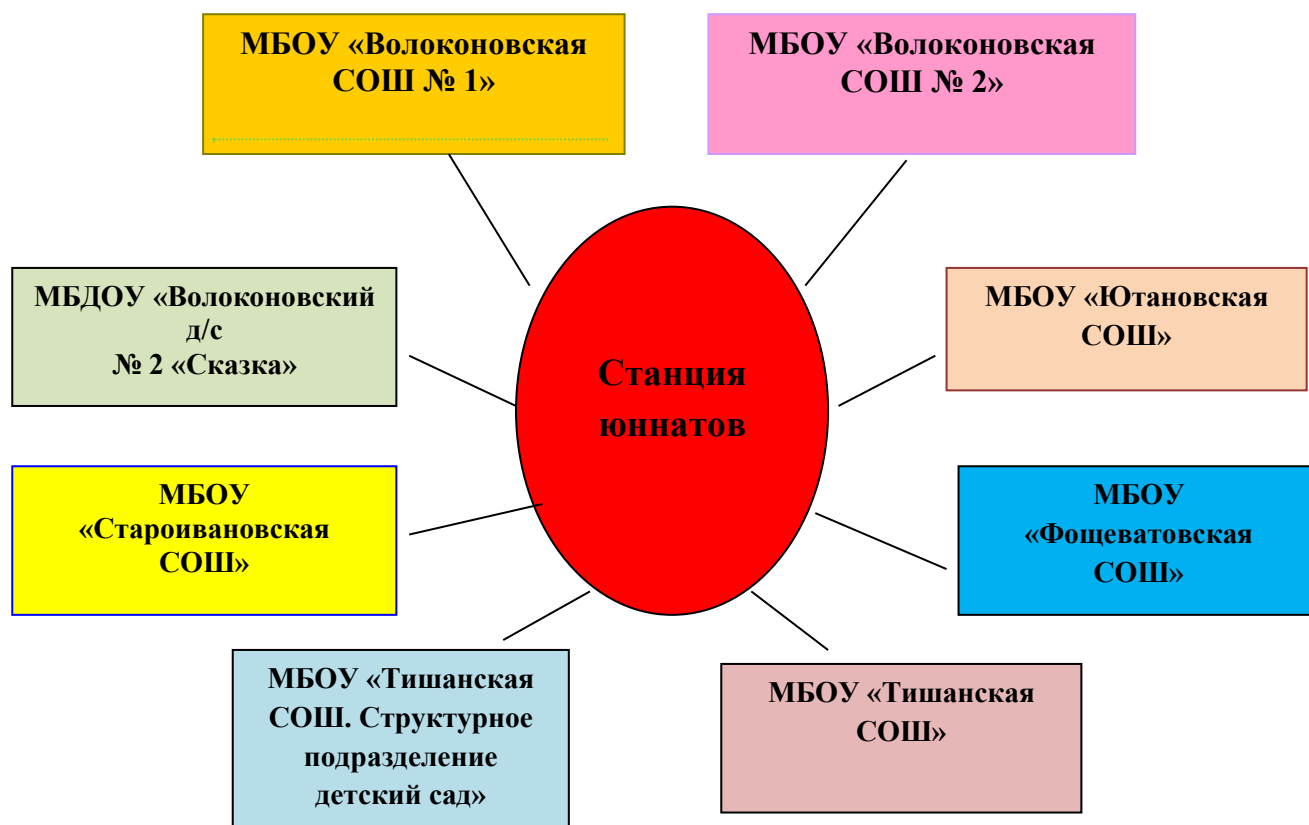 МБОУ «Волоконовская
СОШ № 1»
МБОУ «Волоконовская
СОШ № 2»
МБДОУ «Волоконовский
д/с
№ 2 «Сказка»
МБОУ «Ютановская
СОШ»
Станция
юннатов
МБОУ
«Староивановская
СОШ»
МБОУ
«Фощеватовская
СОШ»
МБОУ «Тишанская
СОШ. Структурное
подразделение
детский сад»
МБОУ «Тишанская
СОШ»